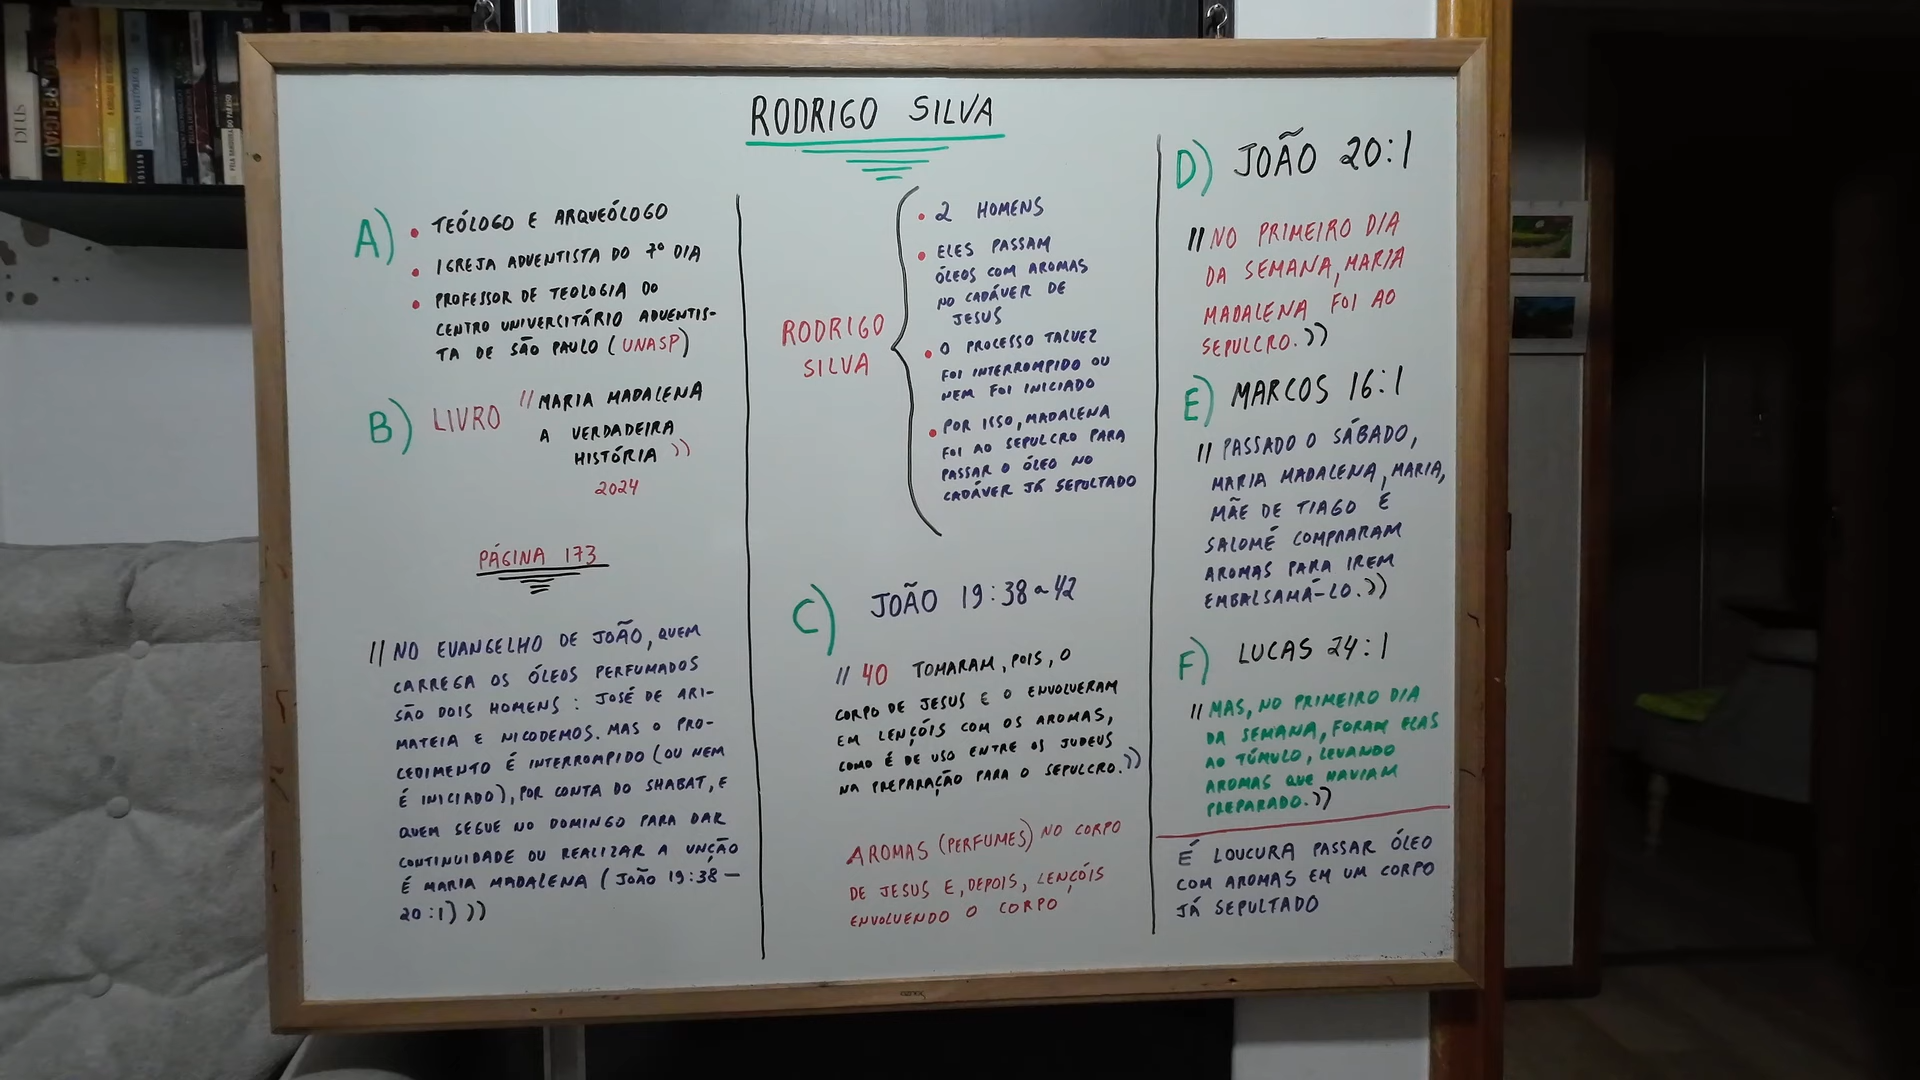 RODRIGO SILVA
A)
• TEÓLOGO E ARQUEÓLOGO
• IGREJA ADVENTISTA DO 7º DIA
• PROFESSOR DE TEOLOGIA DO
CENTRO UNIVERCITÁRIO ADVENTIS-
TA DE SÃO PAULO (UNASP)
B) LIVRO "MARIA MADALENA
A VERDADEIRA
HISTÓRIA"
2024
PÁGINA 173
"NO EVANGELHO DE JOÃO, QUEM
CARREGA OS ÓLEOS PERFUMADOS
SÃO DOIS HOMENS: JOSÉ DE ARI-
MATEIA E NICODEMOS. MAS O PRO-
CEDIMENTO É INTERROMPIDO (OU NEM
É INICIADO), POR CONTA DO SHABAT, E
QUEM SEGUE NO DOMINGO PARA DAR
CONTINUIDADE OU REALIZAR A UNÇÃO
É MARIA MADALENA (JOÃO 19:38 —
20:1)"
RODRIGO
SILVA
• 2 HOMENS
• ELES PASSAM
ÓLEOS COM AROMAS
NO CADÁVER DE
JESUS
• O PROCESSO TALVEZ
FOI INTERROMPIDO OU
NEM FOI INICIADO
• POR ISSO, MADALENA
FOI AO SEPULCRO PARA
PASSAR O ÓLEO NO
CADÁVER JÁ SEPULTADO
C) JOÃO 19:38 a 42
"40 TOMARAM, POIS, O
CORPO DE JESUS E O ENVOLVERAM
EM LENÇÓIS COM OS AROMAS,
COMO É DE USO ENTRE OS JUDEUS
NA PREPARAÇÃO PARA O SEPULCRO."
AROMAS (PERFUMES) NO CORPO
DE JESUS E, DEPOIS, LENÇÓIS
ENVOLVENDO O CORPO
D) JOÃO 20:1
"NO PRIMEIRO DIA
DA SEMANA, MARIA
MADALENA FOI AO
SEPULCRO."
E) MARCOS 16:1
"PASSADO O SÁBADO,
MARIA MADALENA, MARIA,
MÃE DE TIAGO E
SALOMÉ COMPRARAM
AROMAS PARA IREM
EMBALSAMÁ-LO."
F) LUCAS 24:1
"MAS, NO PRIMEIRO DIA
DA SEMANA, FORAM ELAS
AO TÚMULO, LEVANDO
AROMAS QUE HAVIAM
PREPARADO."
É LOUCURA PASSAR ÓLEO
COM AROMAS EM UM CORPO
JÁ SEPULTADO
DEUS
RELIGIÃO